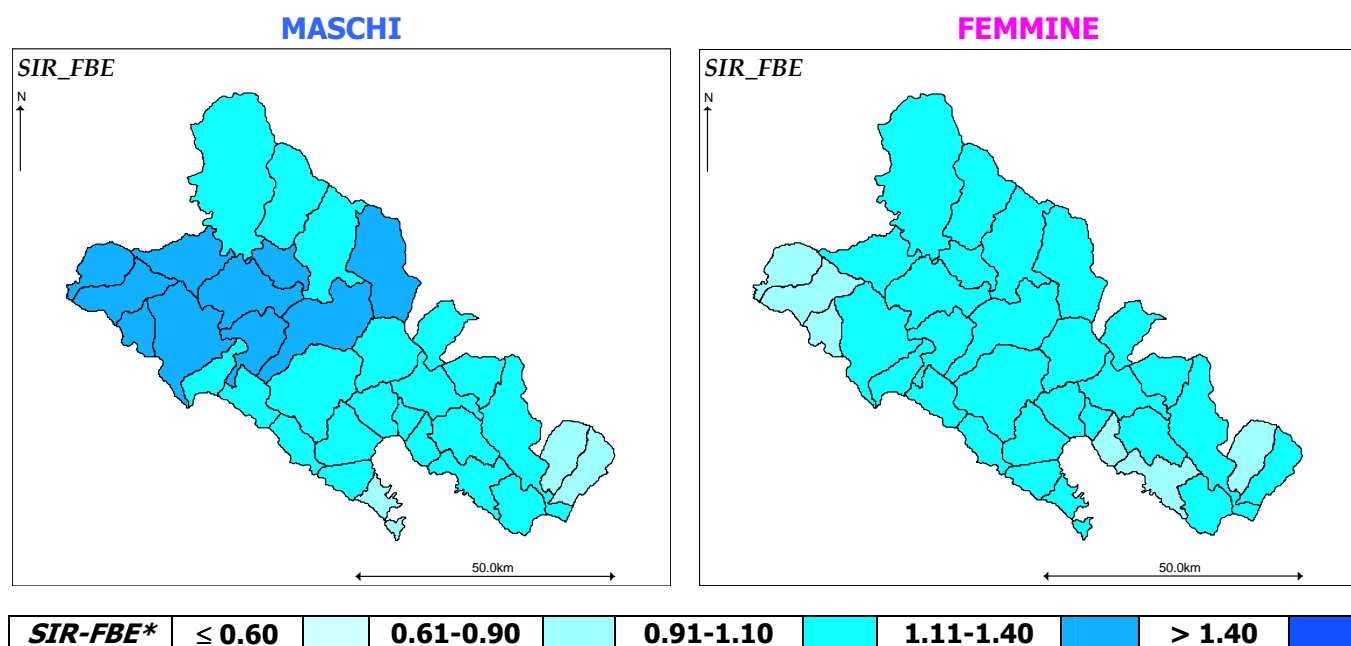 MASCHI
FEMMINE
SIR_FBE
SIR_FBE
N
N
50.0km
50.0km
SIR-FBE* ≤ 0.60 0.61-0.90 0.91-1.10 1.11-1.40 > 1.40